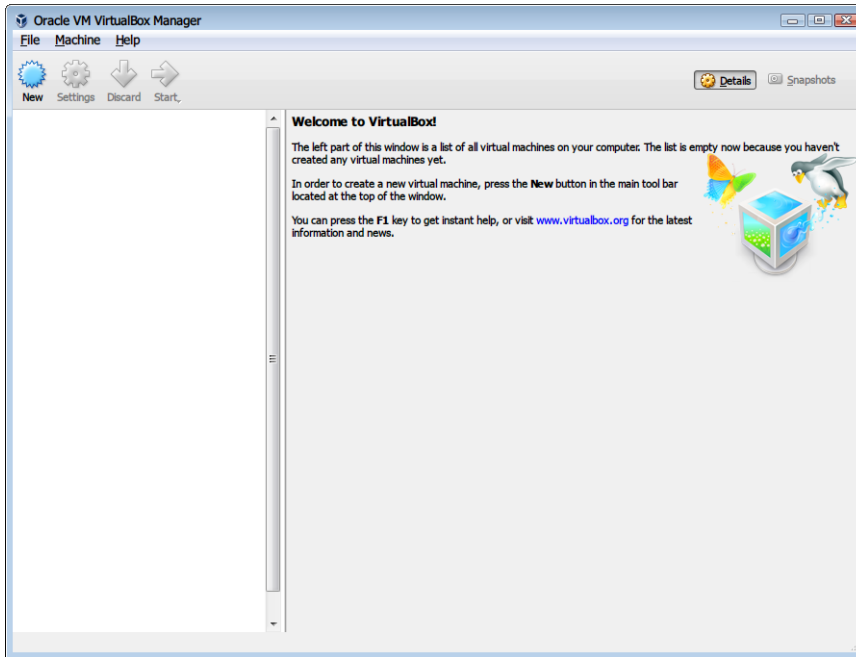 Oracle VM VirtualBox Manager
File Machine Help
New Settings Discard Start,
Details Snapshots
Welcome to VirtualBox!
The left part of this window is a list of all virtual machines on your computer. The list is empty now because you haven't
created any virtual machines yet.
In order to create a new virtual machine, press the New button in the main tool bar
located at the top of the window.
You can press the F1 key to get instant help, or visit www.virtualbox.org for the latest
information and news.